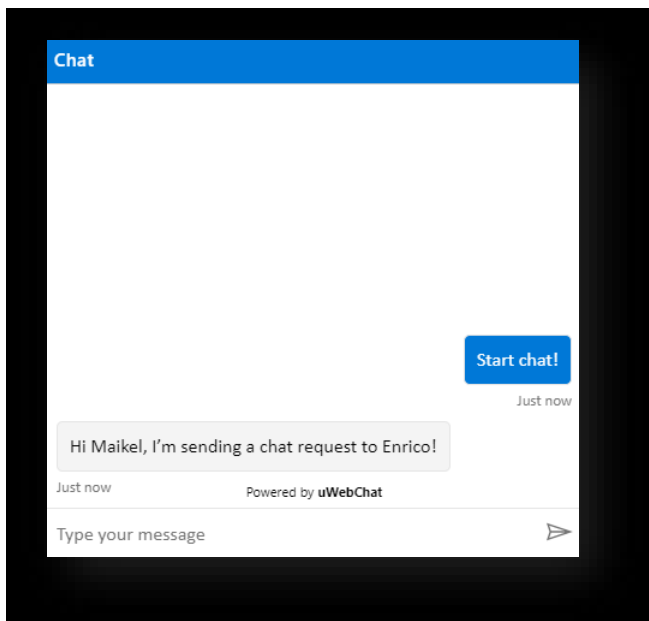 Chat
Start chat!
Just now
Hi Maikel, I'm sending a chat request to Enrico!
Just now
Powered by uWebChat
Type your message